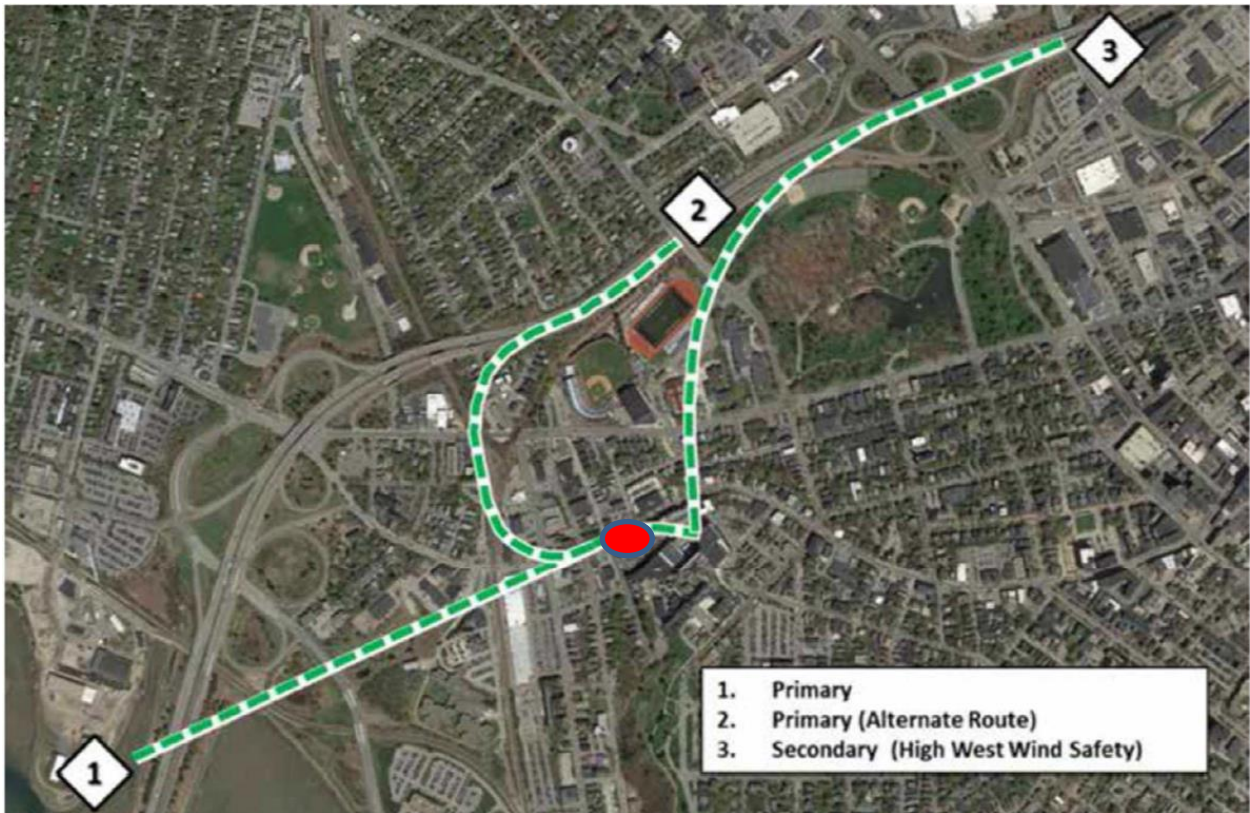 3
2
1
1. Primary
2. Primary (Alternate Route)
3. Secondary (High West Wind Safety)